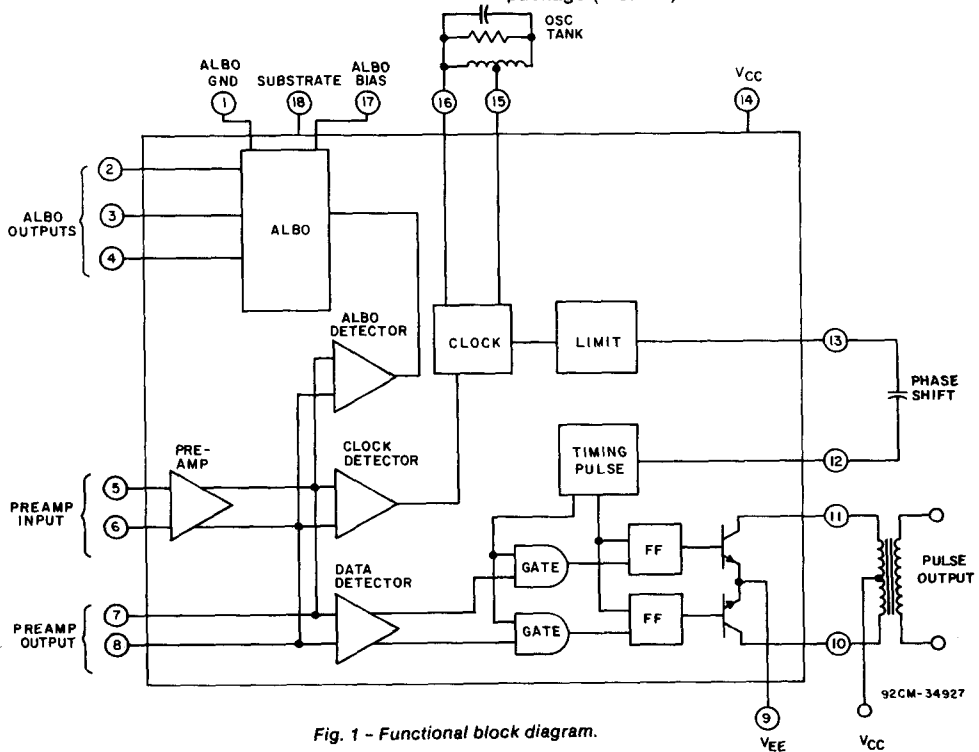 OSC
TANK
ALBO
GND
SUBSTRATE
ALBO
BIAS
VCC
1
18
17
16
15
14
2
3
4
ALBO
OUTPUTS
ALBO
ALBO
DETECTOR
CLOCK
LIMIT
13
PHASE
SHIFT
PRE-
AMP
CLOCK
DETECTOR
TIMING
PULSE
12
5
6
PREAMP
INPUT
11
GATE
FF
PULSE
OUTPUT
DATA
DETECTOR
7
8
PREAMP
OUTPUT
GATE
FF
10
92CM-34927
9
VEE
VCC
Fig. 1 – Functional block diagram.